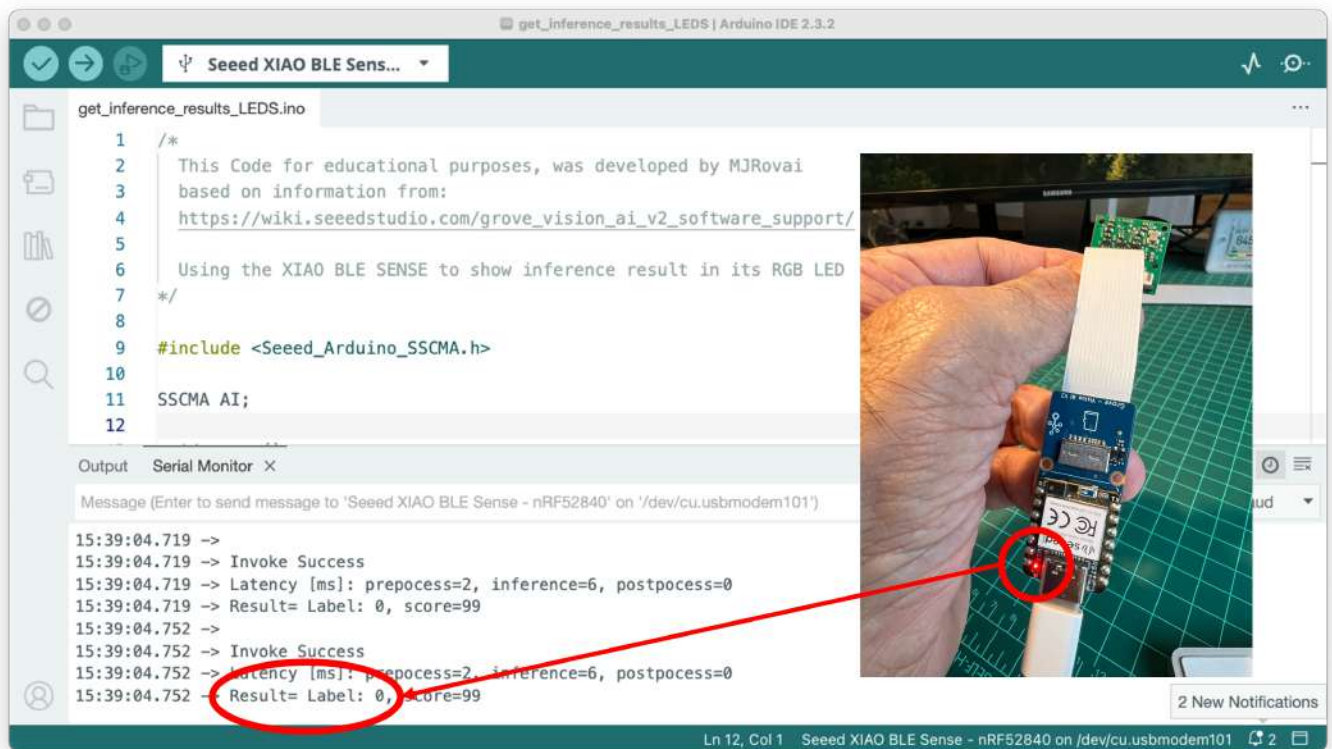 get_inference_results_LEDS | Arduino IDE 2.3.2
Seeed XIAO BLE Sens...
get_inference_results_LEDS.ino
...
1 /*
2 This Code for educational purposes, was developed by MJRovai
3 based on information from:
4 https://wiki.seeedstudio.com/grove_vision_ai_v2_software_support/
5
6 Using the XIAO BLE SENSE to show inference result in its RGB LED
7 */
8
9 #include <Seeed_Arduino_SSCMA.h>
10
11 SSCMA AI;
12
SAMSUNG
Output Serial Monitor ×
Message (Enter to send message to 'Seeed XIAO BLE Sense - nRF52840' on '/dev/cu.usbmodem101')
ud
15:39:04.719 ->
15:39:04.719 -> Invoke Success
15:39:04.719 -> Latency [ms]: prepocess=2, inference=6, postpocess=0
15:39:04.719 -> Result= Label: 0, score=99
15:39:04.752 ->
15:39:04.752 -> Invoke Success
15:39:04.752 -> Latency [ms]: prepocess=2, inference=6, postpocess=0
15:39:04.752 -> Result= Label: 0, score=99
2 New Notifications
Ln 12, Col 1 Seeed XIAO BLE Sense - nRF52840 on /dev/cu.usbmodem101 2